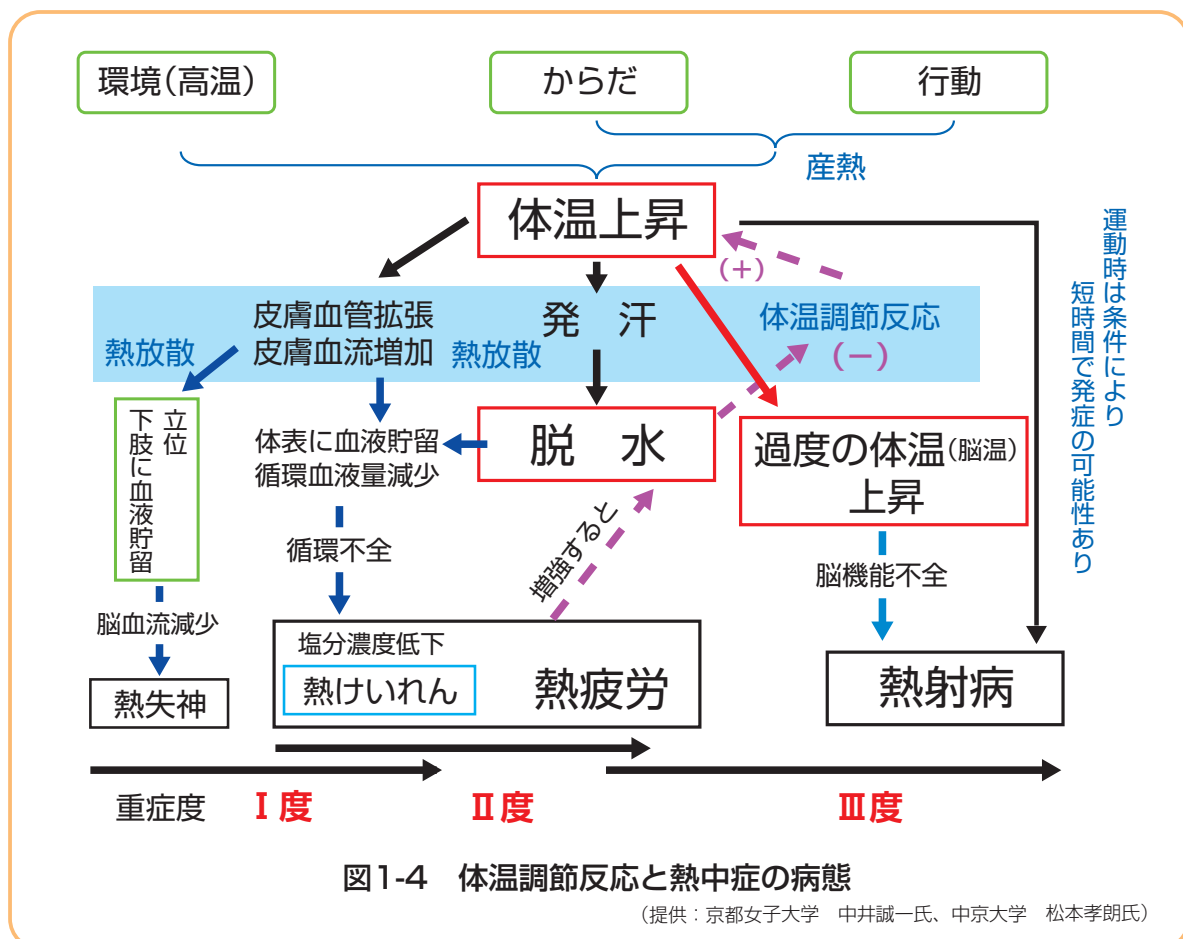 環境(高温)
からだ
行動
産熱
体温上昇
(+)
運動時は条件により
短時間で発症の可能性あり
皮膚血管拡張
皮膚血流増加
熱放散
熱放散
発　汗
体温調節反応
(−)
立位
下肢に血液貯留
体表に血液貯留
循環血液量減少
脱　水
過度の体温(脳温)
上昇
循環不全
増強すると
脳機能不全
脳血流減少
塩分濃度低下
熱けいれん
熱疲労
熱射病
熱失神
重症度
Ⅰ度
Ⅱ度
Ⅲ度
図1-4　体温調節反応と熱中症の病態
(提供：京都女子大学　中井誠一氏、中京大学　松本孝朗氏)